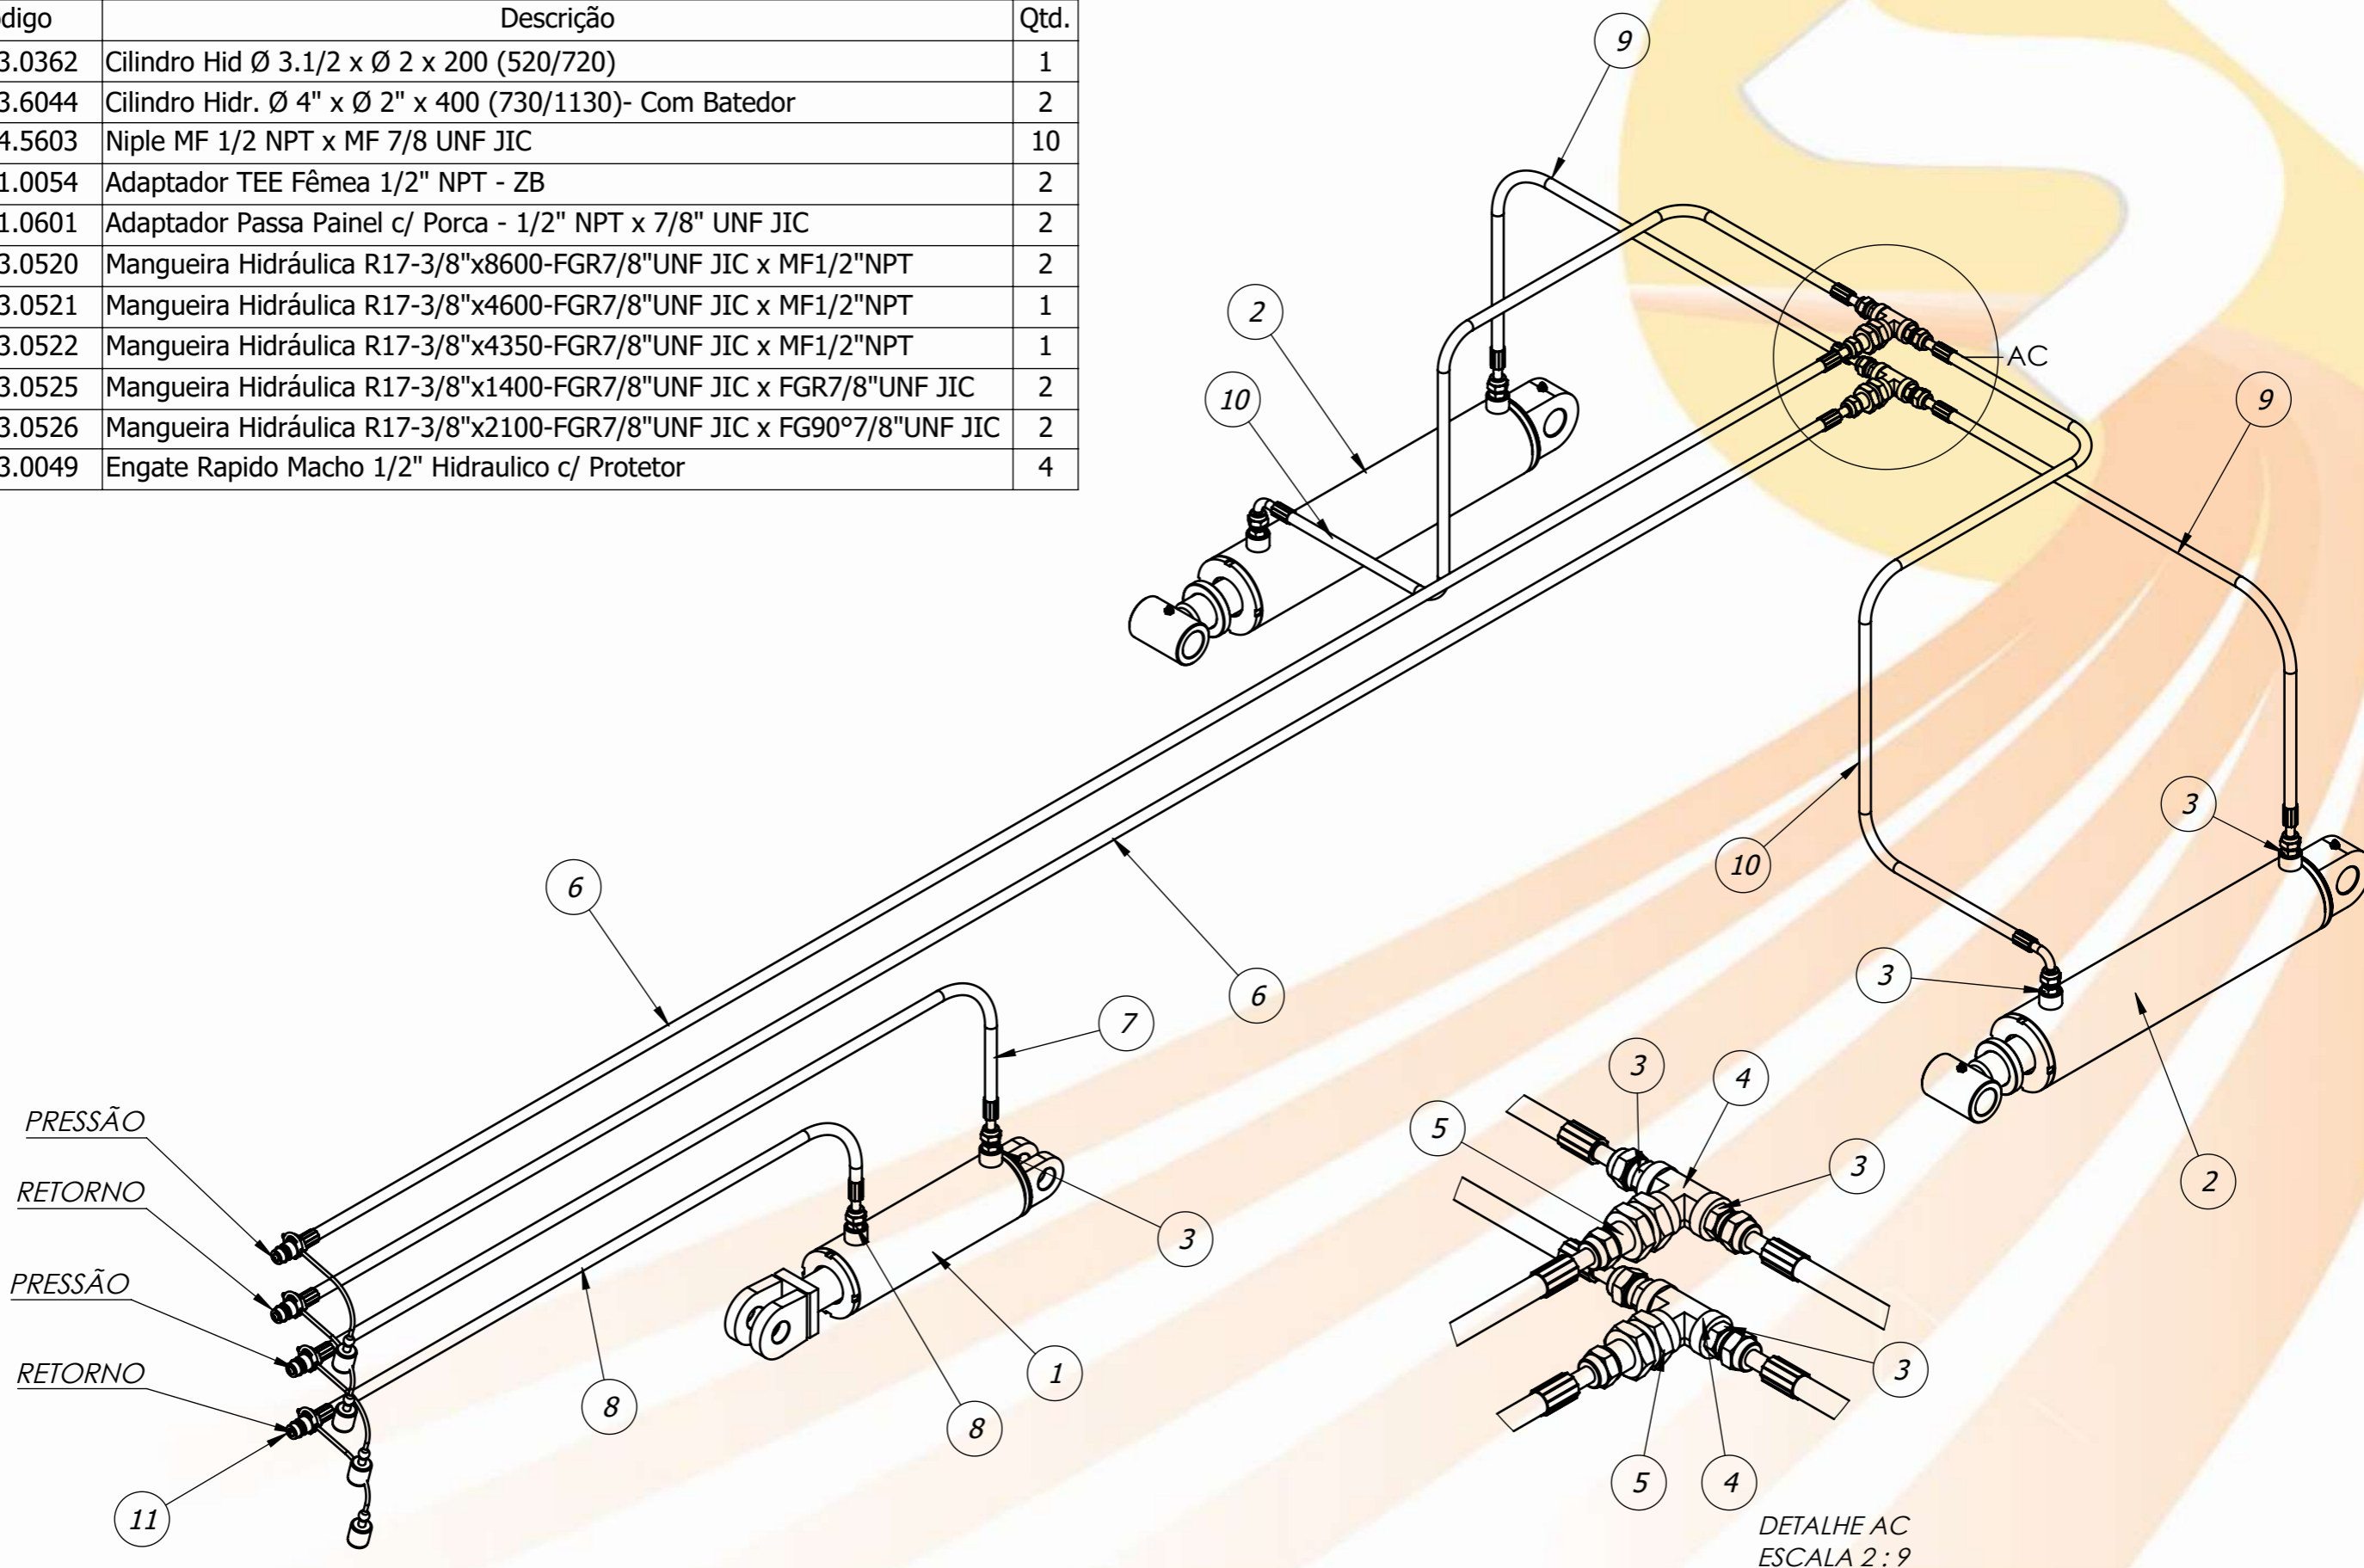 digo Descrição Qtd.
3.0362 Cilindro Hid Ø 3.1/2 x Ø 2 x 200 (520/720) 1
3.6044 Cilindro Hidr. Ø 4" x Ø 2" x 400 (730/1130)- Com Batedor 2
4.5603 Niple MF 1/2 NPT x MF 7/8 UNF JIC 10
1.0054 Adaptador TEE Fêmea 1/2" NPT - ZB 2
1.0601 Adaptador Passa Painel c/ Porca - 1/2" NPT x 7/8" UNF JIC 2
3.0520 Mangueira Hidráulica R17-3/8"x8600-FGR7/8"UNF JIC x MF1/2"NPT 2
3.0521 Mangueira Hidráulica R17-3/8"x4600-FGR7/8"UNF JIC x MF1/2"NPT 1
3.0522 Mangueira Hidráulica R17-3/8"x4350-FGR7/8"UNF JIC x MF1/2"NPT 1
3.0525 Mangueira Hidráulica R17-3/8"x1400-FGR7/8"UNF JIC x FGR7/8"UNF JIC 2
3.0526 Mangueira Hidráulica R17-3/8"x2100-FGR7/8"UNF JIC x FG90°7/8"UNF JIC 2
3.0049 Engate Rapido Macho 1/2" Hidraulico c/ Protetor 4
9
2
10
AC
9
3
10
6
3
6
7
3
4
5
3
2
3
1
8
8
3
5
4
11
PRESSÃO
RETORNO
PRESSÃO
RETORNO
DETALHE AC
ESCALA 2 : 9